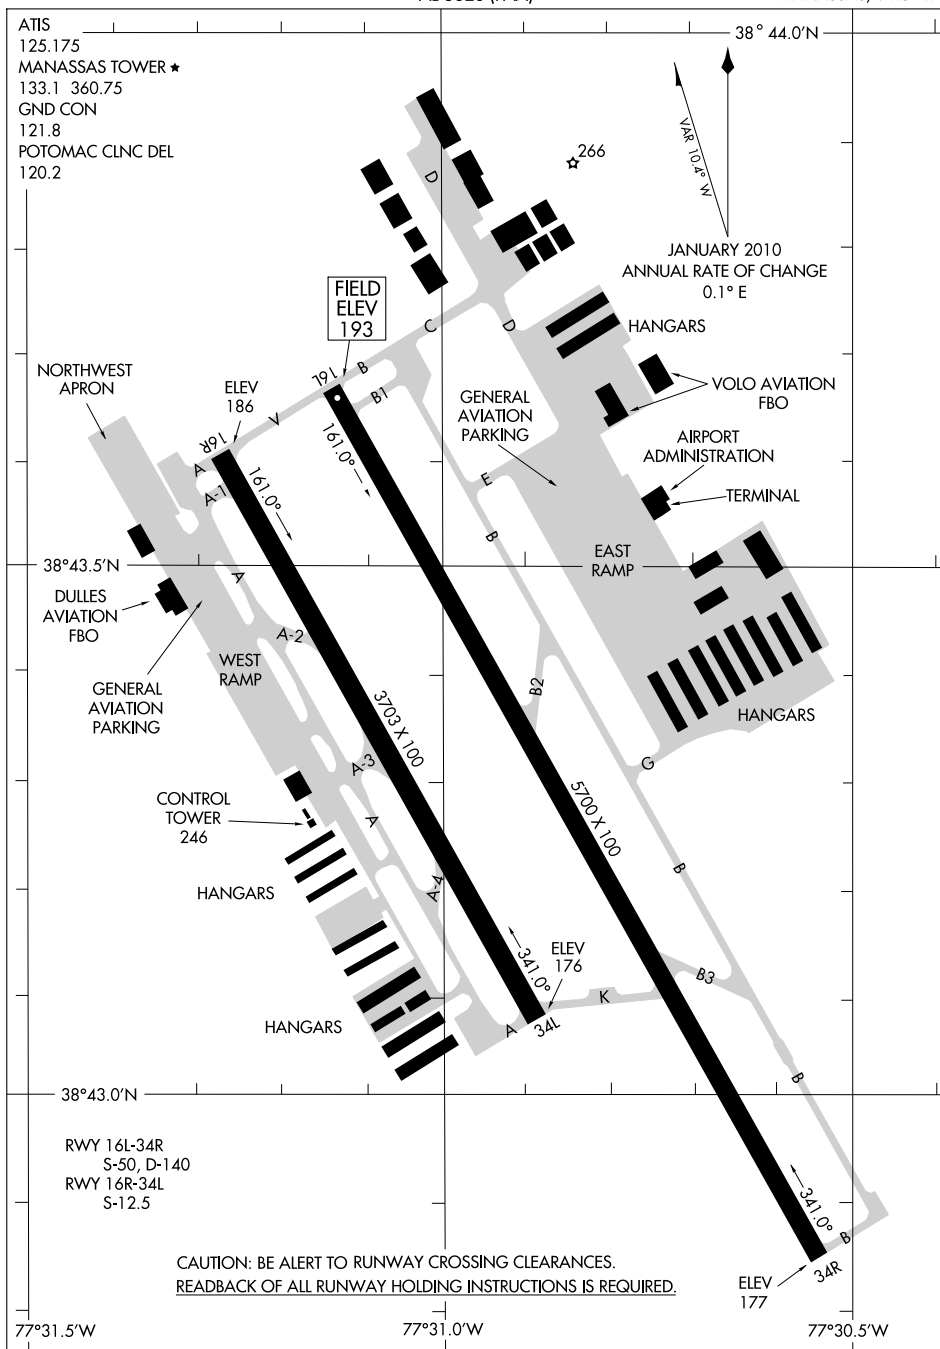 ATIS
125.175
MANASSAS TOWER ★
133.1 360.75
GND CON
121.8
POTOMAC CLNC DEL
120.2
38°44.0'N
VAR 10.4° W
JANUARY 2010
ANNUAL RATE OF CHANGE
0.1° E
266
D
FIELD
ELEV
193
C
D
HANGARS
NORTHWEST
APRON
ELEV
186
16L
B
B1
V
GENERAL
AVIATION
PARKING
VOLO AVIATION
FBO
AIRPORT
ADMINISTRATION
TERMINAL
16R
A
A-1
161.0°
161.0°
E
B
EAST
RAMP
38°43.5'N
A
DULLES
AVIATION
FBO
A-2
WEST
RAMP
GENERAL
AVIATION
PARKING
B2
HANGARS
3703 X 100
A-3
G
CONTROL
TOWER
246
A
5700 X 100
B
HANGARS
A-4
341.0°
ELEV
176
B3
K
HANGARS
A
34L
B
38°43.0'N
RWY 16L-34R
S-50, D-140
RWY 16R-34L
S-12.5
341.0°
B
34R
ELEV
177
CAUTION: BE ALERT TO RUNWAY CROSSING CLEARANCES.
READBACK OF ALL RUNWAY HOLDING INSTRUCTIONS IS REQUIRED.
77°31.5'W
77°31.0'W
77°30.5'W